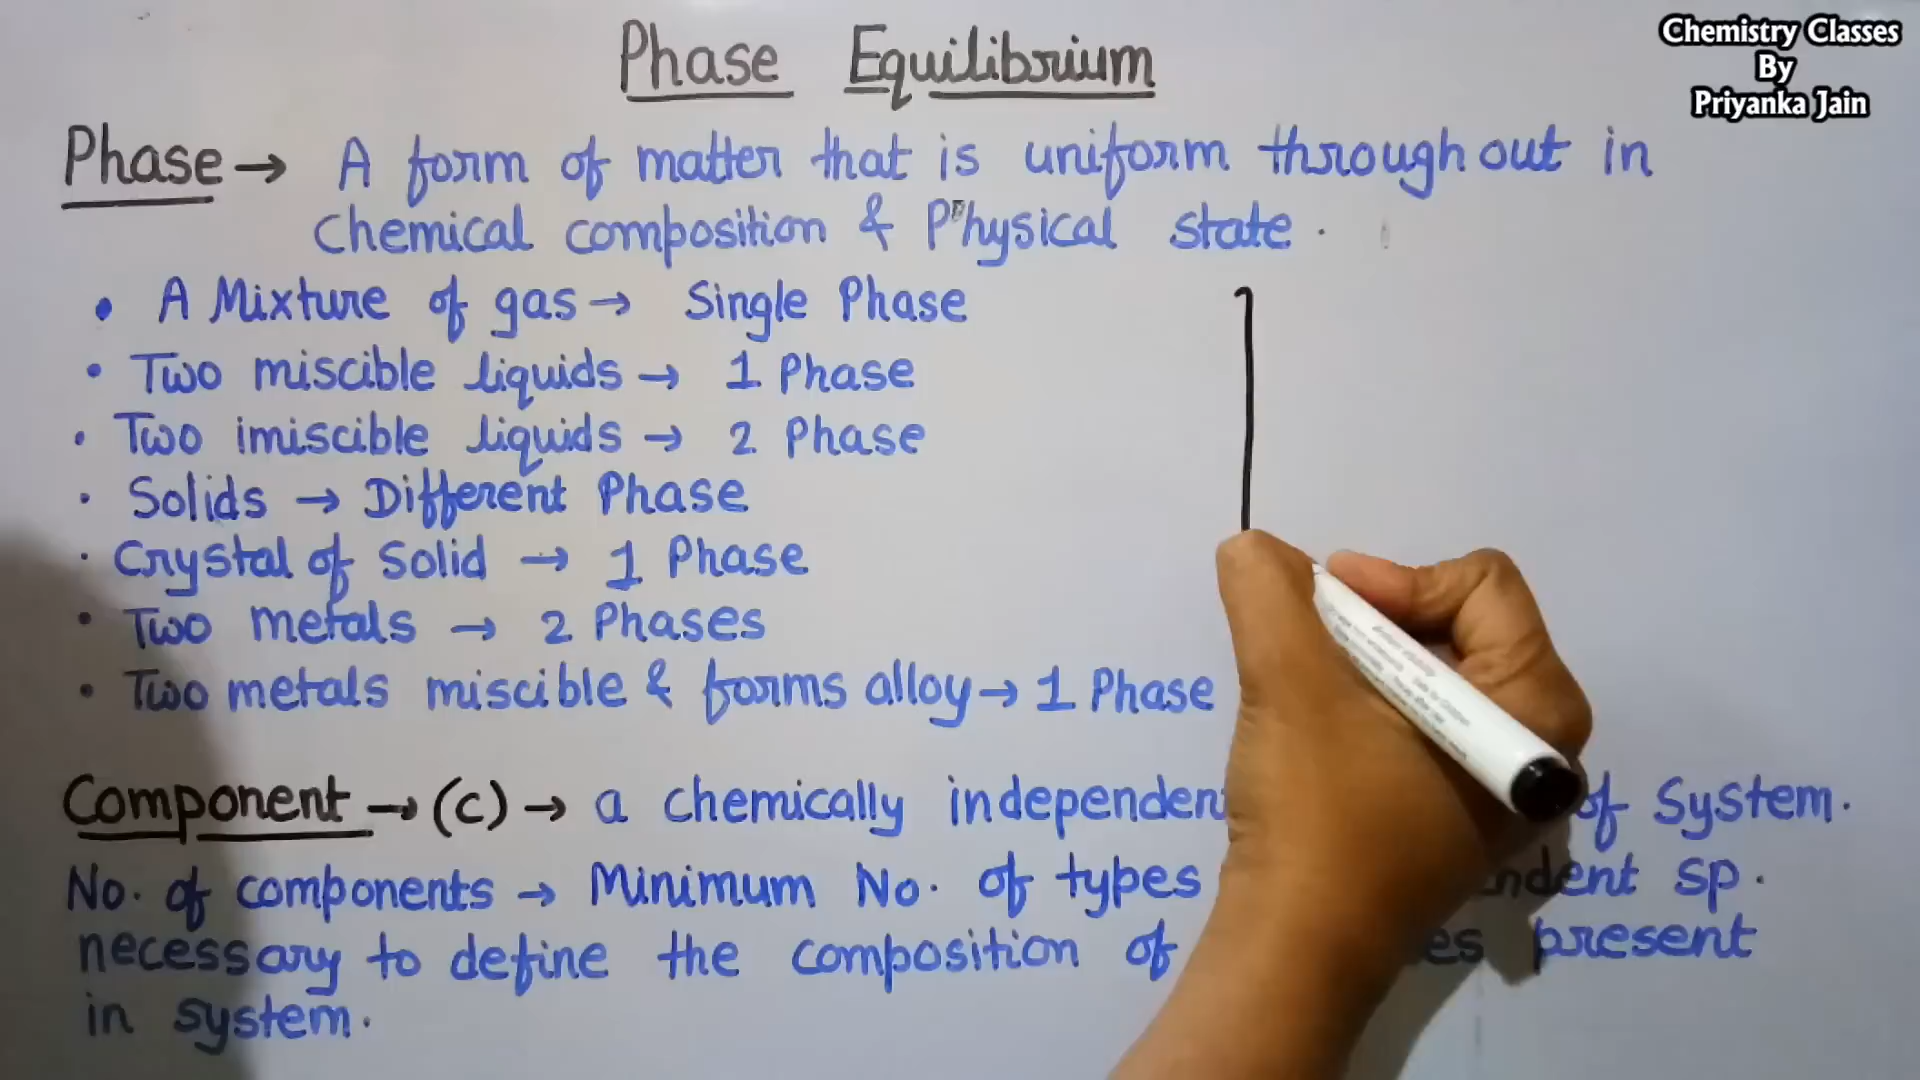 Phase Equilibrium
Chemistry Classes
By
Priyanka Jain
Phase → A form of matter that is uniform throughout in
chemical composition & Physical state.
• A Mixture of gas → Single Phase
• Two miscible liquids → 1 Phase
• Two imiscible liquids → 2 Phase
• Solids → Different Phase
• Crystal of solid → 1 Phase
• Two metals → 2 Phases
• Two metals miscible & forms alloy → 1 Phase
Component → (C) → a chemically independen of System.
No. of components → Minimum No. of types ndent sp.
necessary to define the composition of es present
in system.